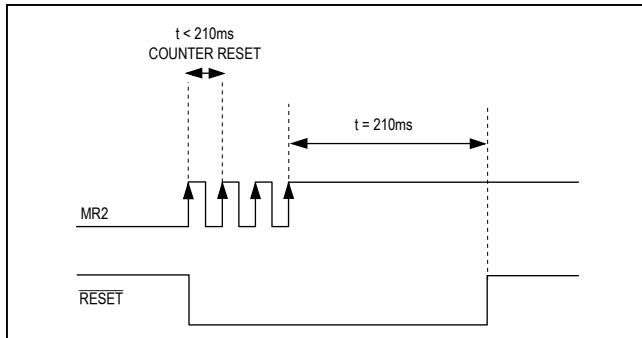 t < 210ms
COUNTER RESET
t = 210ms
MR2
RESET